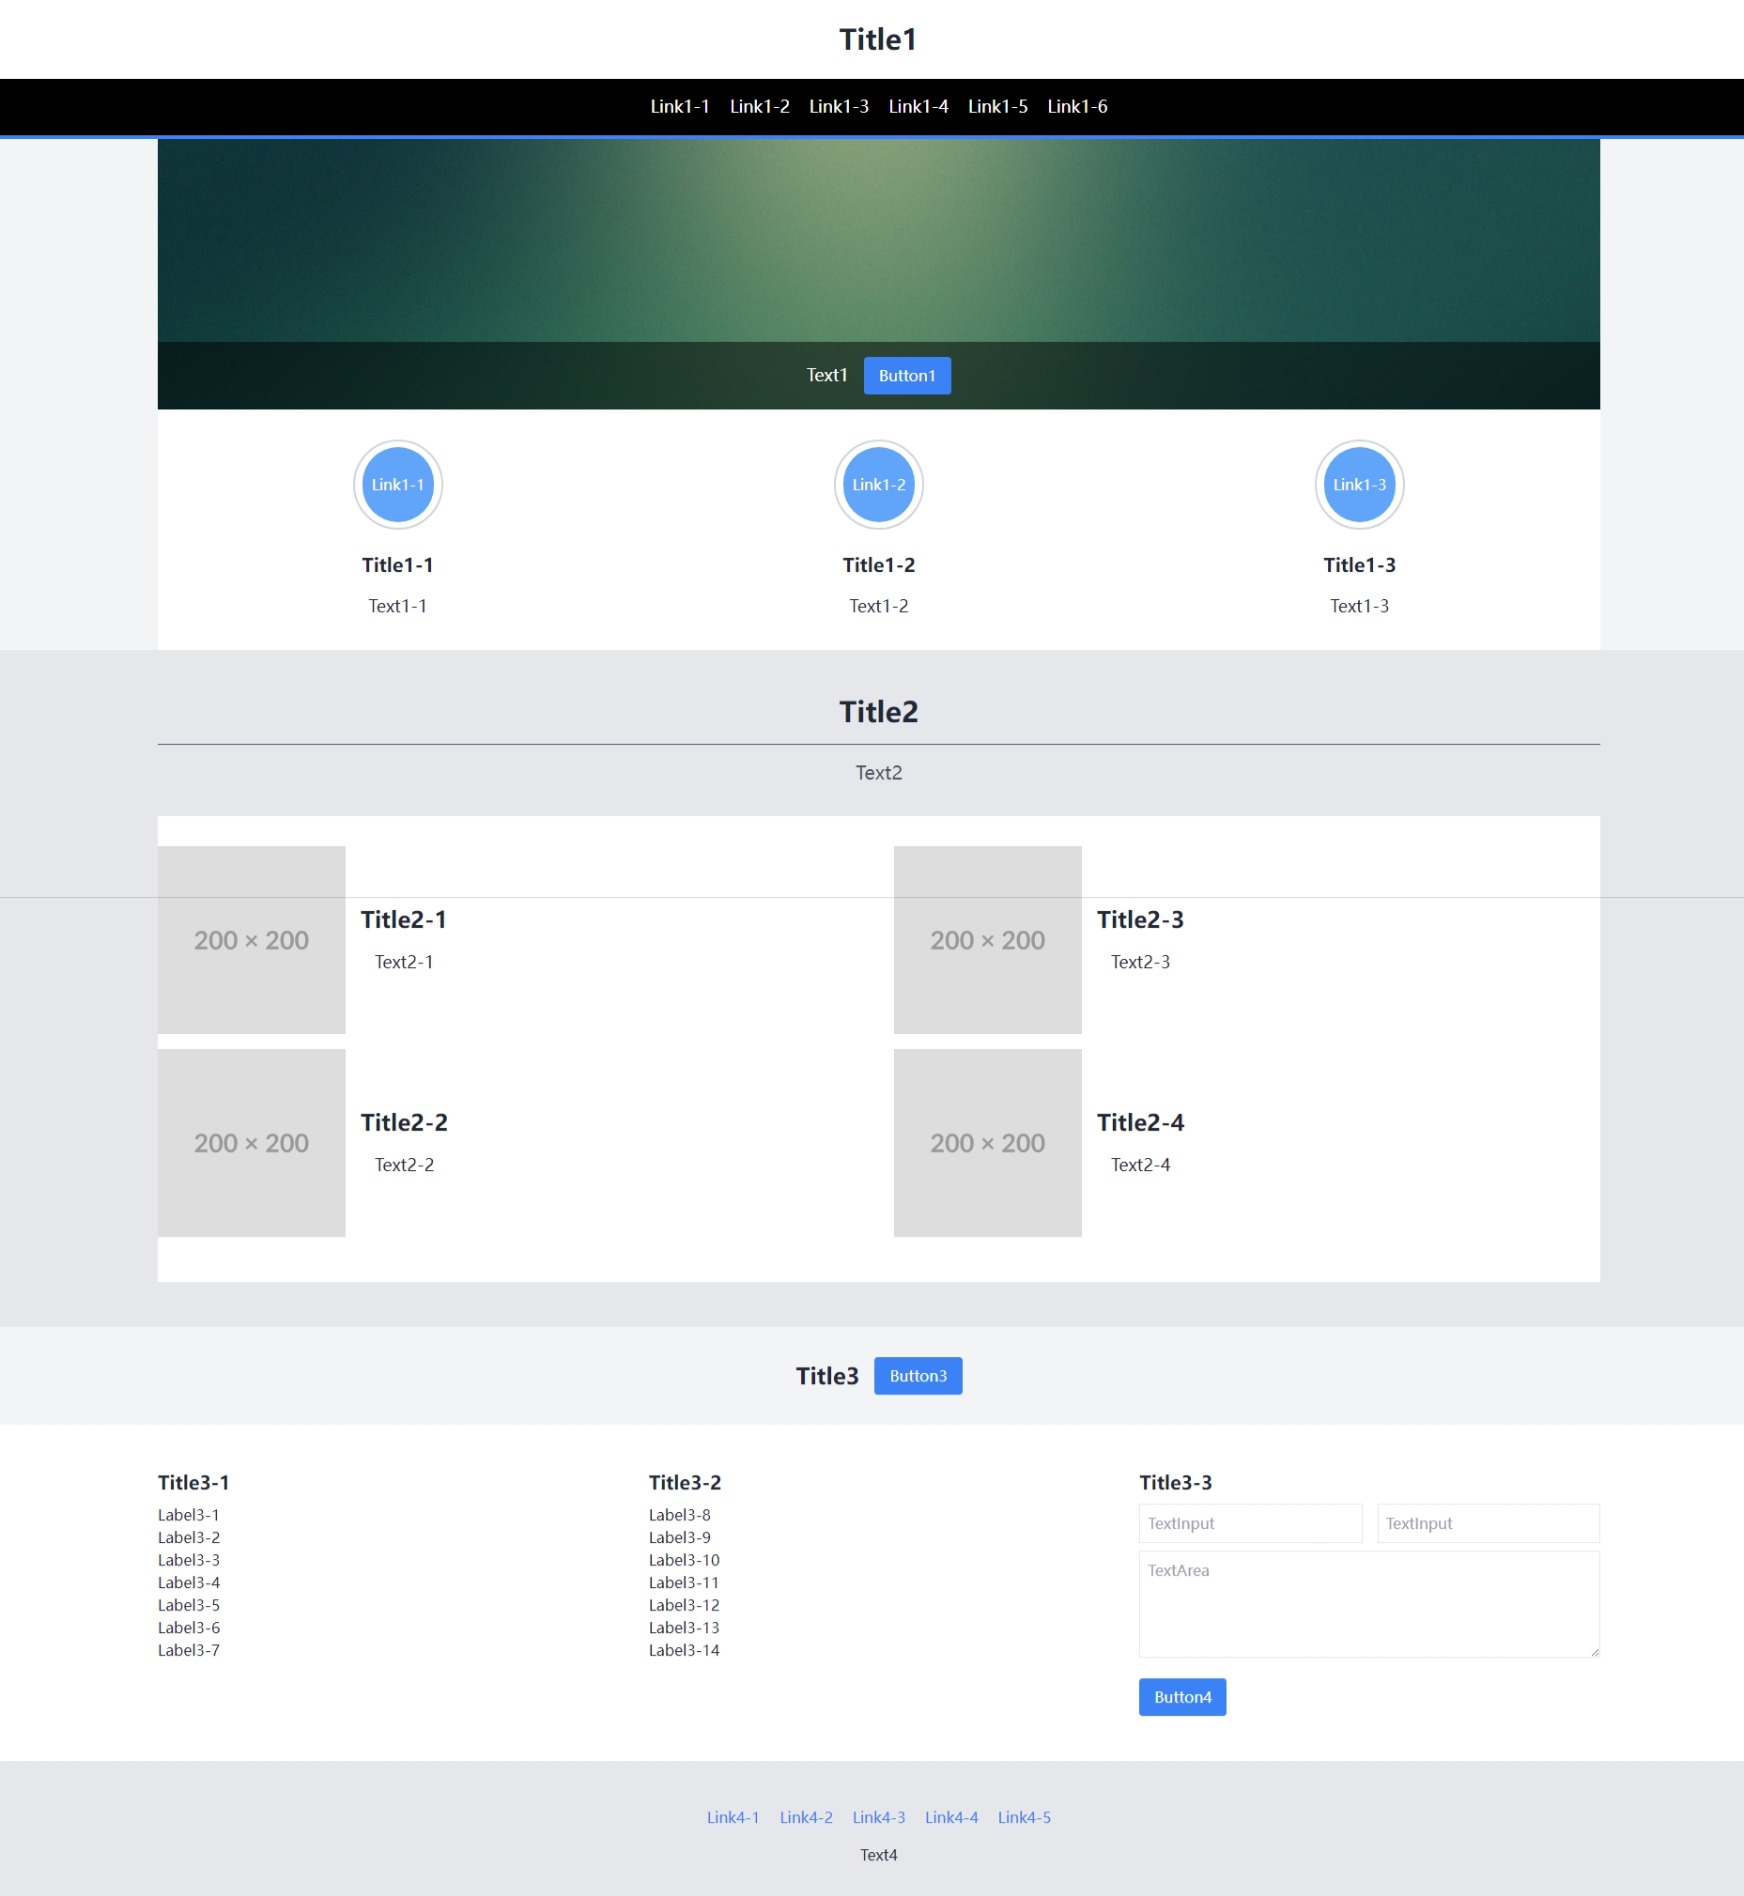 Title1
Link1-1 Link1-2 Link1-3 Link1-4 Link1-5 Link1-6
Text1 Button1
Link1-1
Title1-1
Text1-1
Link1-2
Title1-2
Text1-2
Link1-3
Title1-3
Text1-3
Title2
Text2
200 × 200
Title2-1
Text2-1
200 × 200
Title2-2
Text2-2
200 × 200
Title2-3
Text2-3
200 × 200
Title2-4
Text2-4
Title3 Button3
Title3-1
Label3-1
Label3-2
Label3-3
Label3-4
Label3-5
Label3-6
Label3-7
Title3-2
Label3-8
Label3-9
Label3-10
Label3-11
Label3-12
Label3-13
Label3-14
Title3-3
TextInput TextInput
TextArea
Button4
Link4-1 Link4-2 Link4-3 Link4-4 Link4-5
Text4